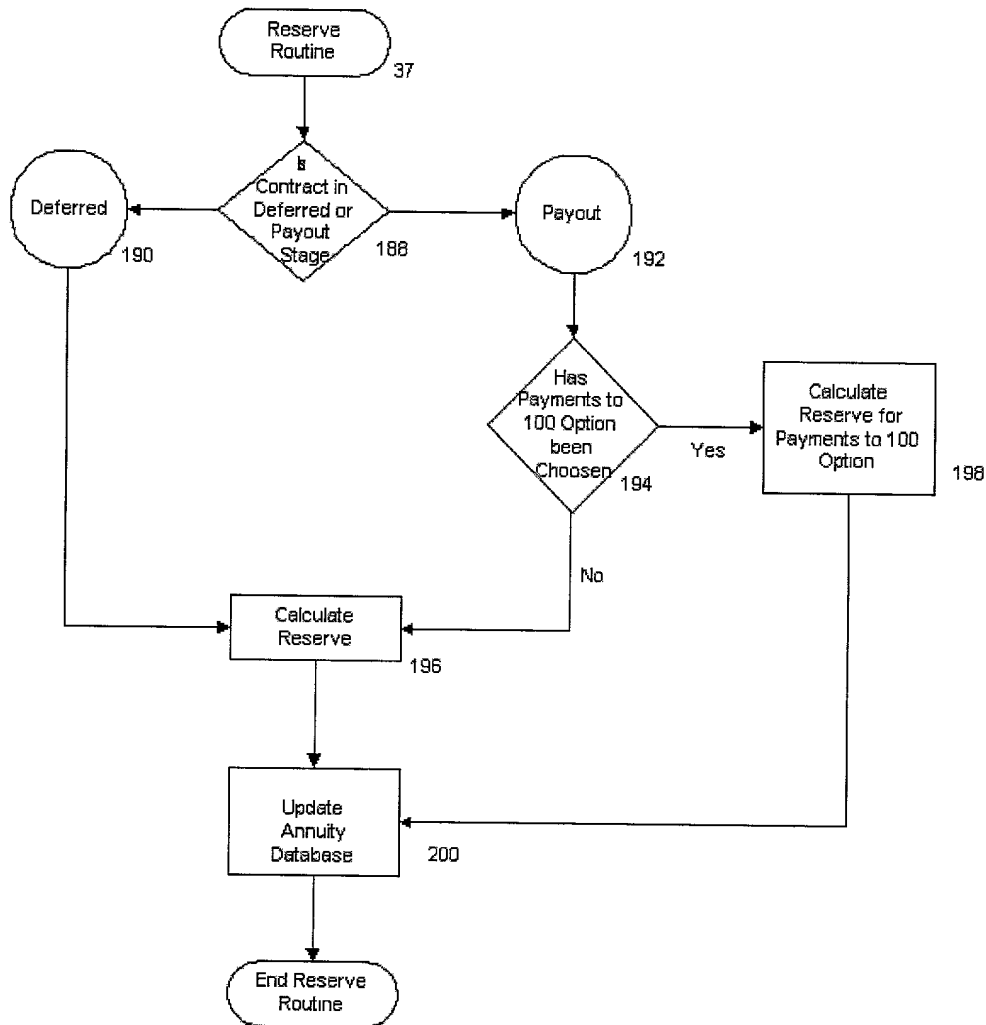 Reserve
Routine
37
Is
Contract in
Deferred or
Payout
Stage
188
Deferred
190
Payout
192
Has
Payments to
100 Option
been
Choosen
194
Yes
Calculate
Reserve for
Payments to 100
Option
198
No
Calculate
Reserve
196
Update
Annuity
Database
200
End Reserve
Routine